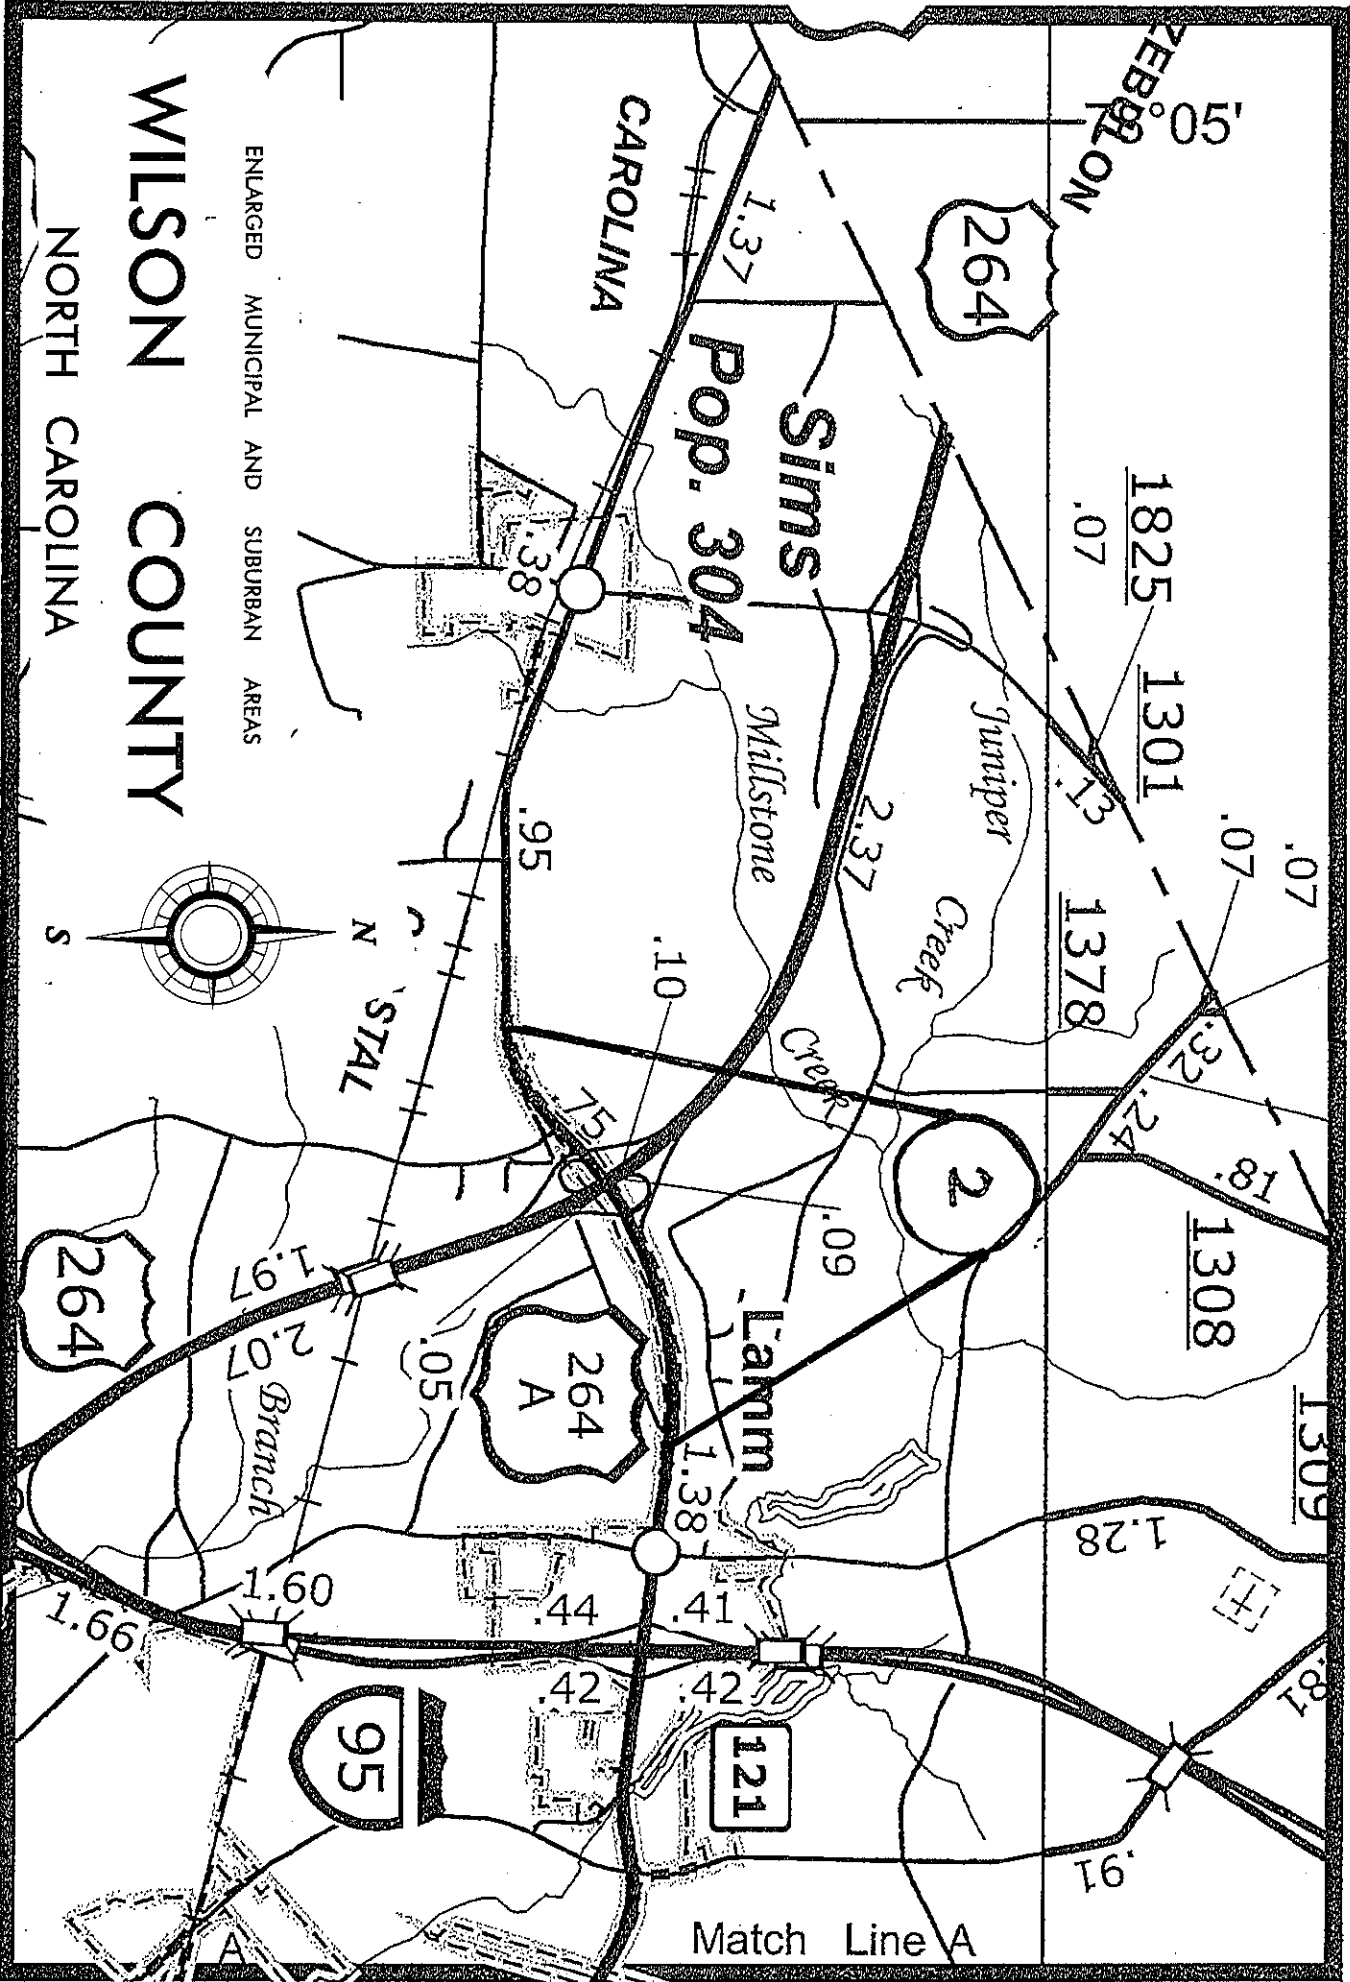 ZEBULON
78°05'
264
CAROLINA
1.37
Sims
Pop. 304
1825
.07
1301
.13
.07
.07
1378
.32
.24
.81
1308
1309
1.28
.81
.91
Juniper
Creek
Millstone
Creek
2.37
.38
.95
.10
.75
.09
2
STAL
Lamm
264
A
1.38
.05
1.97
2.07
Branch
264
.44
.41
.42
.42
1.60
1.66
121
95
Match Line A
A
N
S
ENLARGED MUNICIPAL AND SUBURBAN AREAS
WILSON COUNTY
NORTH CAROLINA